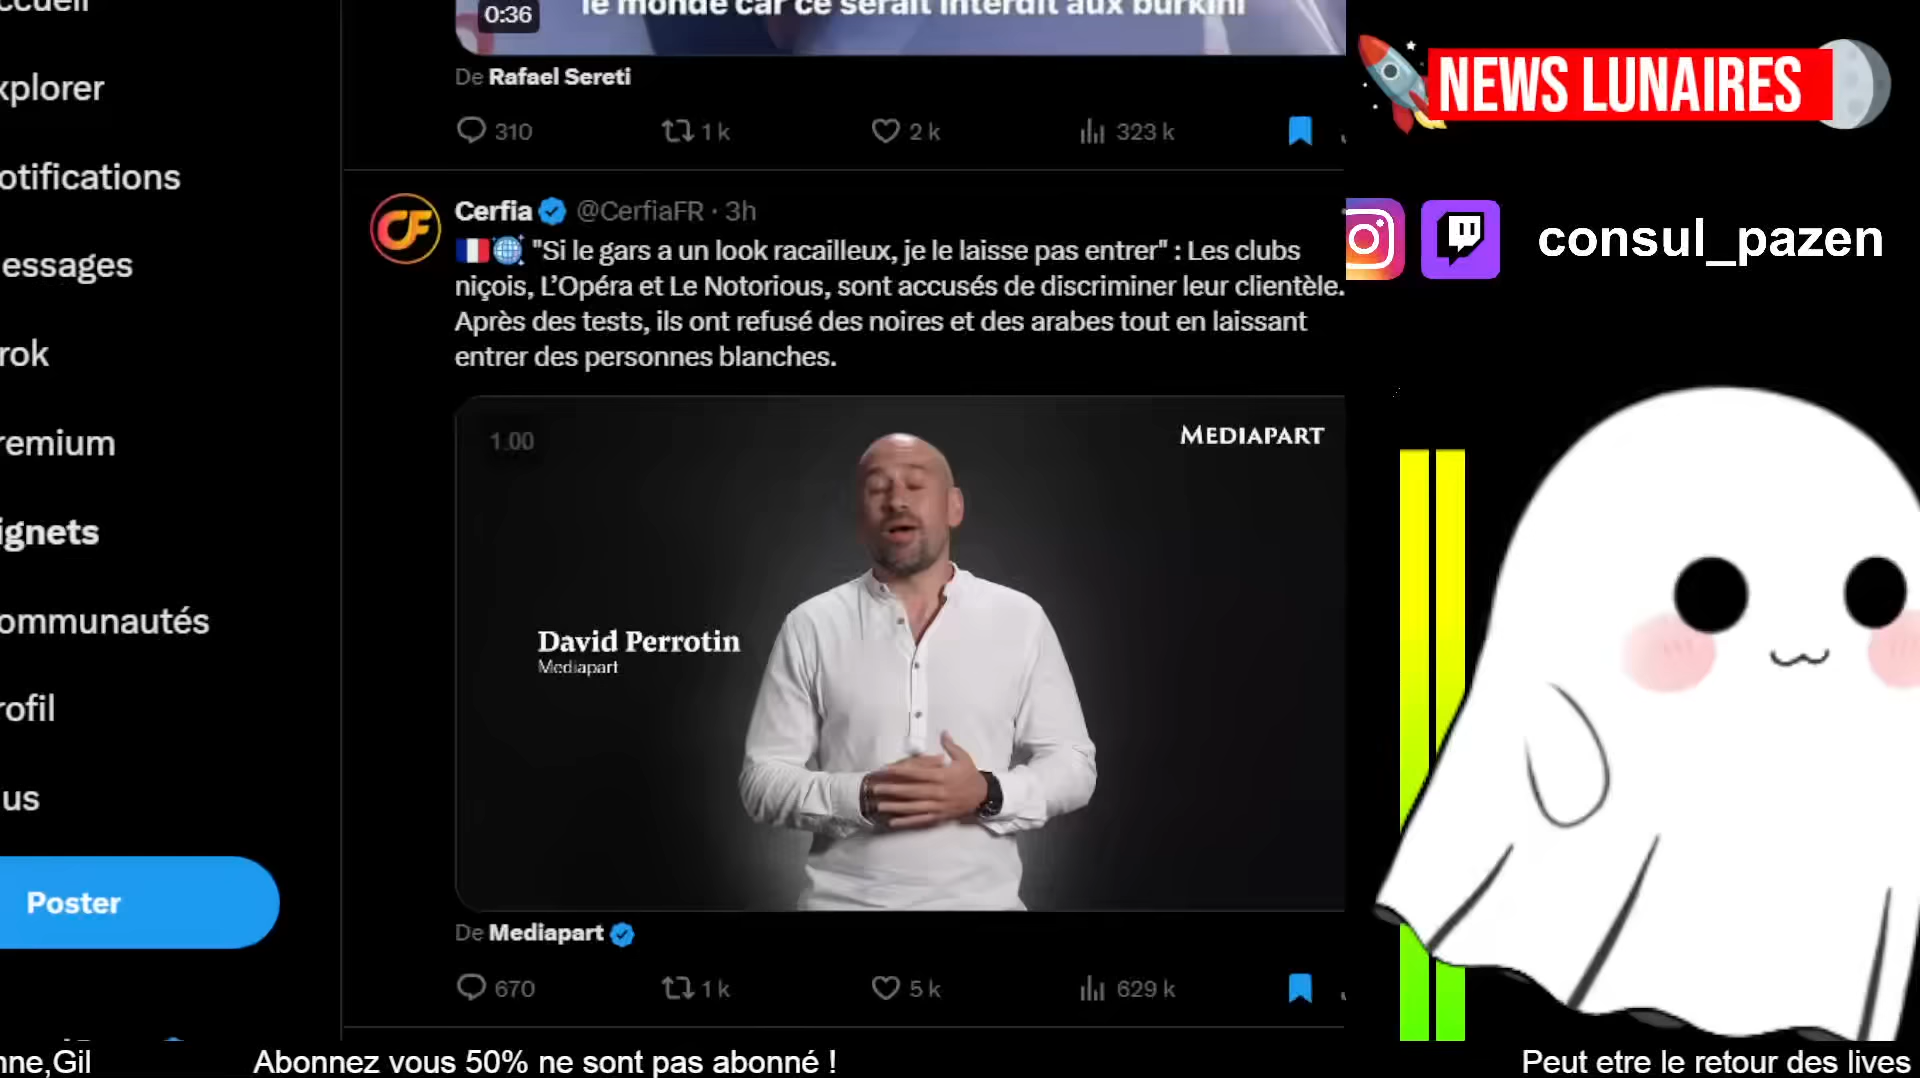 0:36
le monde car ce serait interdit aux burkini
De Rafael Sereti
310 1 k 2 k 323 k
ccueil
xplorer
otifications
essages
rok
remium
ignets
ommunautés
rofil
us
Poster
Cerfia @CerfiaFR · 3h
"Si le gars a un look racailleux, je le laisse pas entrer" : Les clubs
niçois, L'Opéra et Le Notorious, sont accusés de discriminer leur clientèle.
Après des tests, ils ont refusé des noires et des arabes tout en laissant
entrer des personnes blanches.
1.00
MEDIAPART
David Perrotin
Mediapart
De Mediapart
670 1 k 5 k 629 k
NEWS LUNAIRES
consul_pazen
nne,Gil
Abonnez vous 50% ne sont pas abonné !
Peut etre le retour des lives